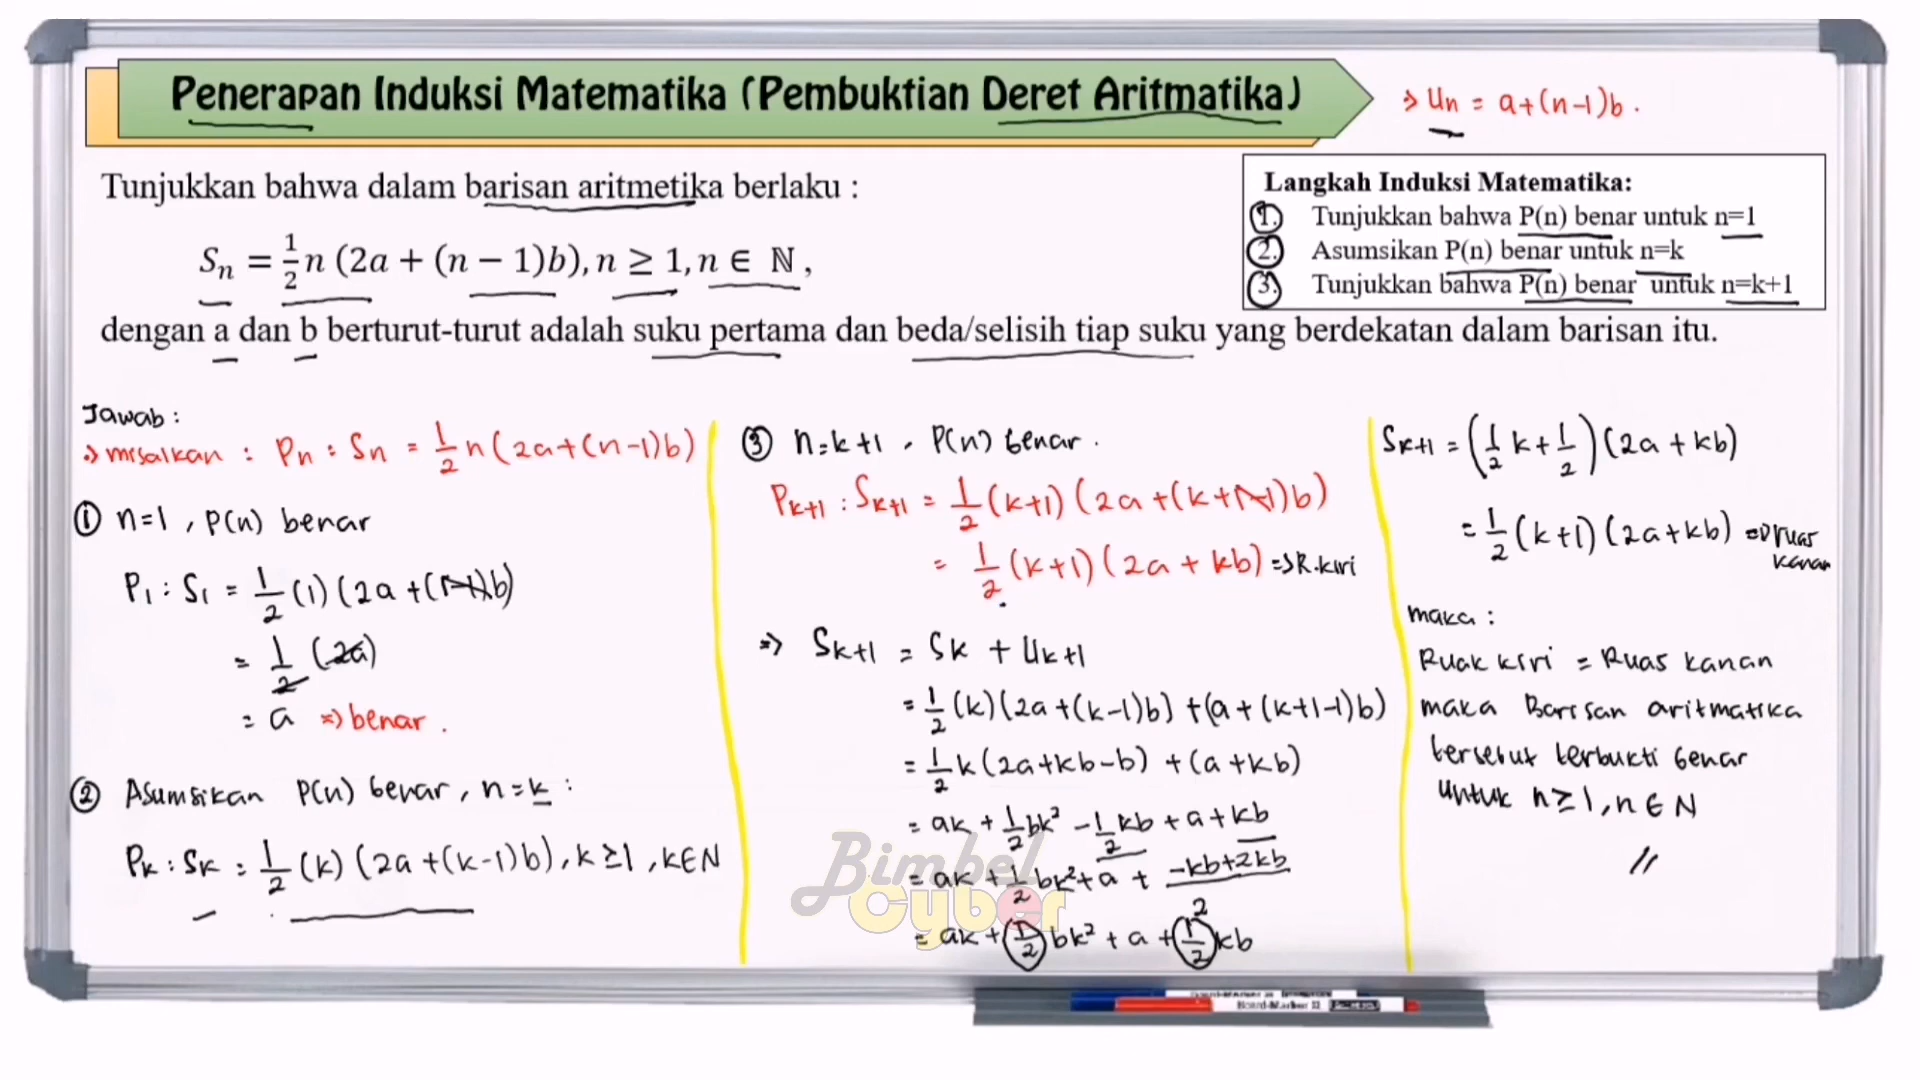 Penerapan Induksi Matematika (Pembuktian Deret Aritmatika)
→ Un = a+(n-1)b.
Tunjukkan bahwa dalam barisan aritmetika berlaku :
Sₙ = 1/2 n (2a + (n − 1)b), n ≥ 1, n ∈ ℕ ,
dengan a dan b berturut-turut adalah suku pertama dan beda/selisih tiap suku yang berdekatan dalam barisan itu.
Langkah Induksi Matematika:
1. Tunjukkan bahwa P(n) benar untuk n=1
2. Asumsikan P(n) benar untuk n=k
3. Tunjukkan bahwa P(n) benar untuk n=k+1
Jawab :
→ misalkan : Pn : Sn = 1/2 n (2a+(n-1)b)
① n=1 , P(n) benar
P₁ : S₁ = 1/2 (1) (2a +(1-1)b)
= 1/2 (2a)
= a ⇒ benar .
② Asumsikan P(n) benar , n=k :
Pk : Sk = 1/2 (k) (2a +(k-1)b) , k ≥ 1 , k∈N
③ n=k+1 , P(n) benar .
Pk+1 : Sk+1 = 1/2 (k+1) (2a +(k+1-1)b)
= 1/2 (k+1) (2a + kb) ⇒ R.kiri
⇒ Sk+1 = Sk + Uk+1
= 1/2 (k)(2a +(k-1)b) + (a + (k+1-1)b)
= 1/2 k(2a+kb-b) + (a +kb)
= ak + 1/2 bk² - 1/2 kb + a + kb
= ak + 1/2 bk² + a + (-kb+2kb)/2
= ak + 1/2 bk² + a + 1/2 kb
Sk+1 = (1/2 k + 1/2) (2a + kb)
= 1/2 (k+1) (2a+kb) ⇒ ruas kanan
maka :
Ruak kiri = Ruas kanan
maka Barisan aritmatika
tersebut terbukti benar
untuk n ≥ 1, n ∈ N
//
Bimbel
Cyber